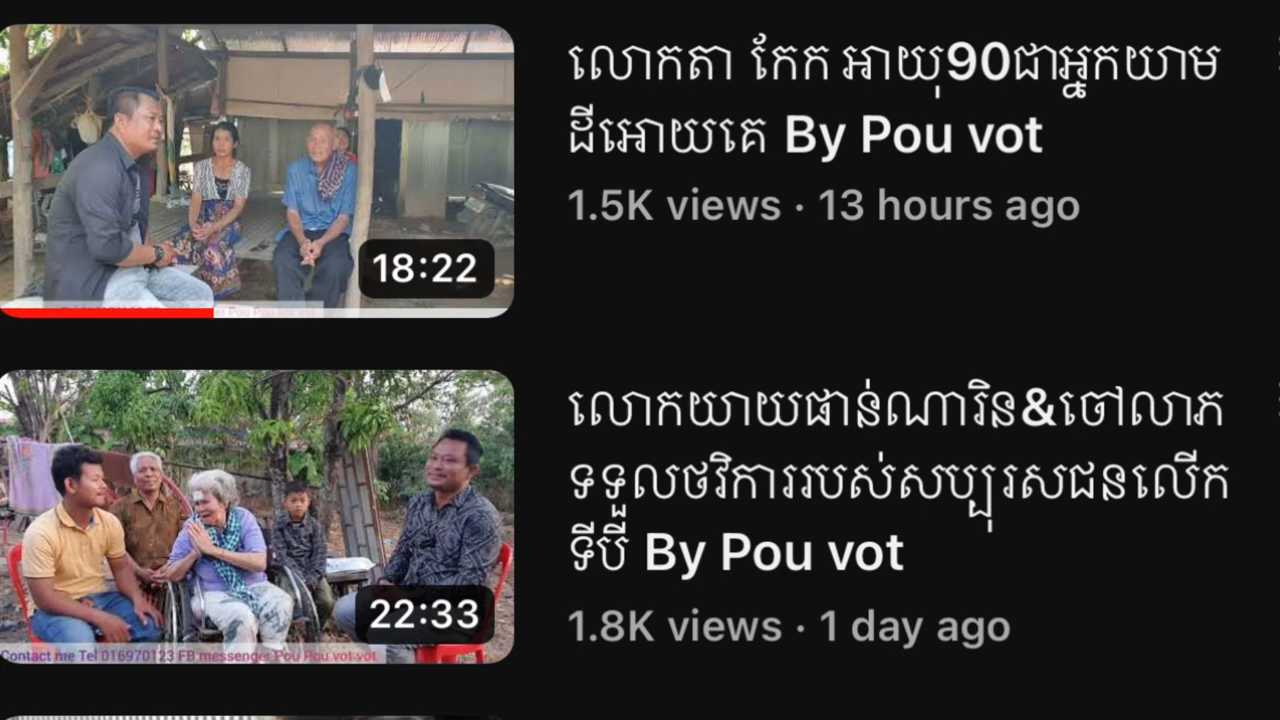 លោកតា កែក អាយុ90ជាអ្នកយាម
ដីអោយគេ By Pou vot
1.5K views · 13 hours ago
18:22
លោកយាយផាន់ណារិន&ចៅលាភ
ទទួលថវិការរបស់សប្បុរសជនលើក
ទីបី By Pou vot
1.8K views · 1 day ago
22:33
Contact me Tel 016970123 FB messenger Pou Pou vot vot